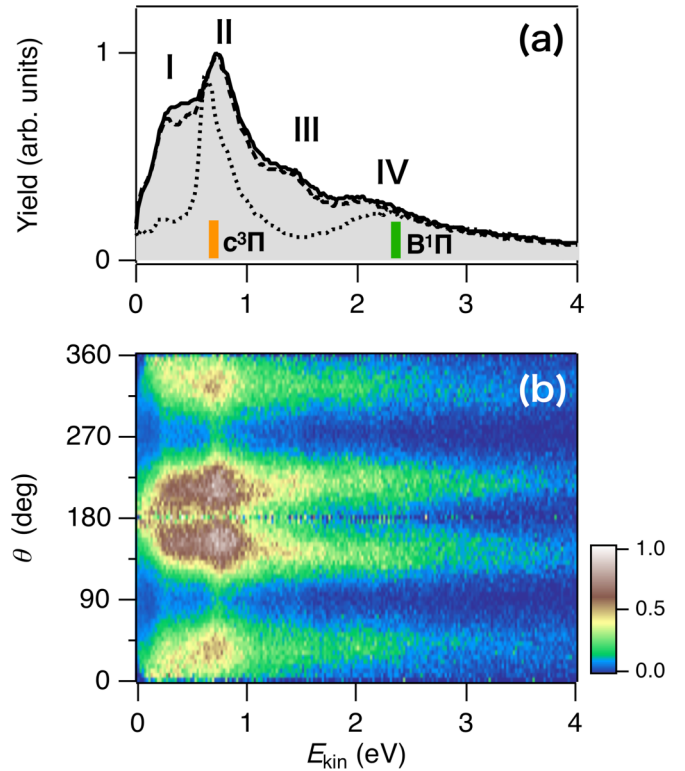 (a)
I
II
III
IV
c³Π
B¹Π
Yield (arb. units)
1
0
0
1
2
3
4
(b)
360
270
180
90
0
θ (deg)
1.0
0.5
0.0
0
1
2
3
4
E_kin (eV)